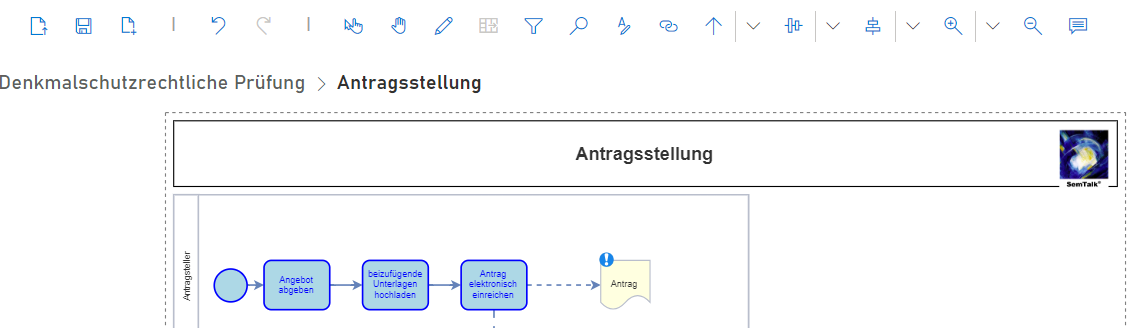 Denkmalschutzrechtliche Prüfung > Antragsstellung
Antragsstellung
SemTalk®
Antragsteller
Angebot
abgeben
beizufügende
Unterlagen
hochladen
Antrag
elektronisch
einreichen
Antrag